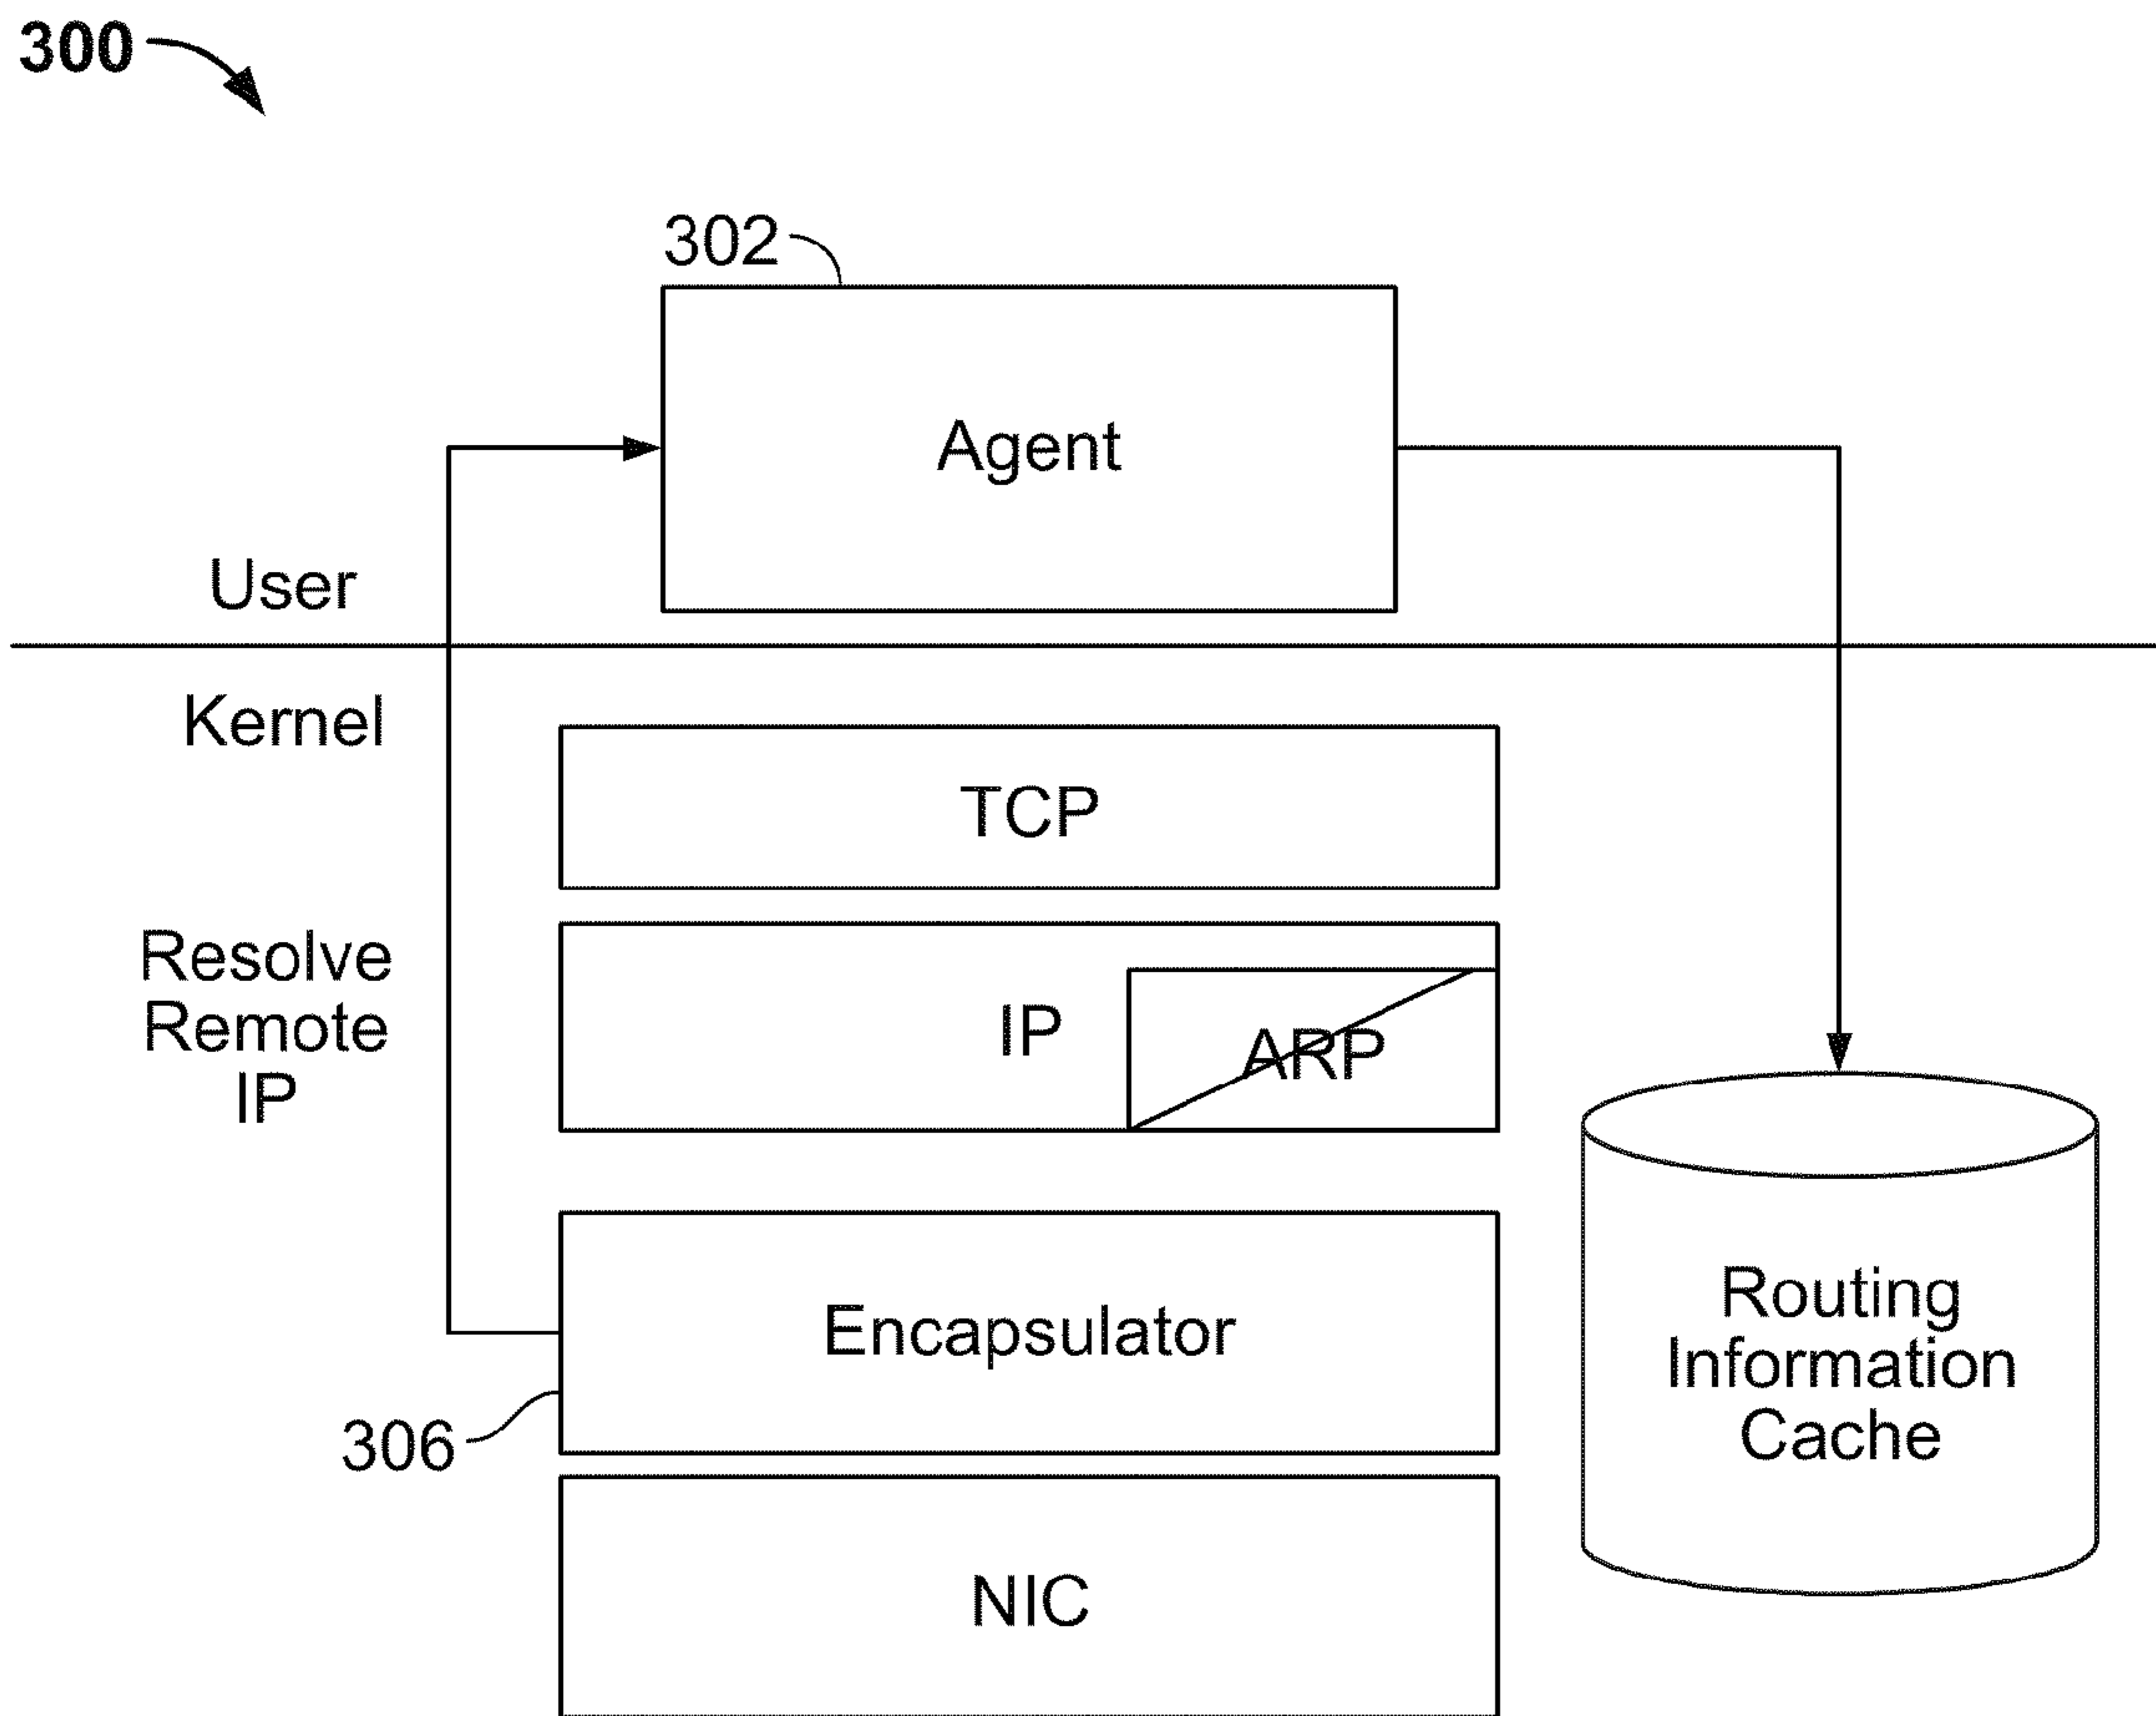 300
302
Agent
User
Kernel
TCP
Resolve
Remote
IP
IP
ARP
Encapsulator
306
Routing
Information
Cache
NIC